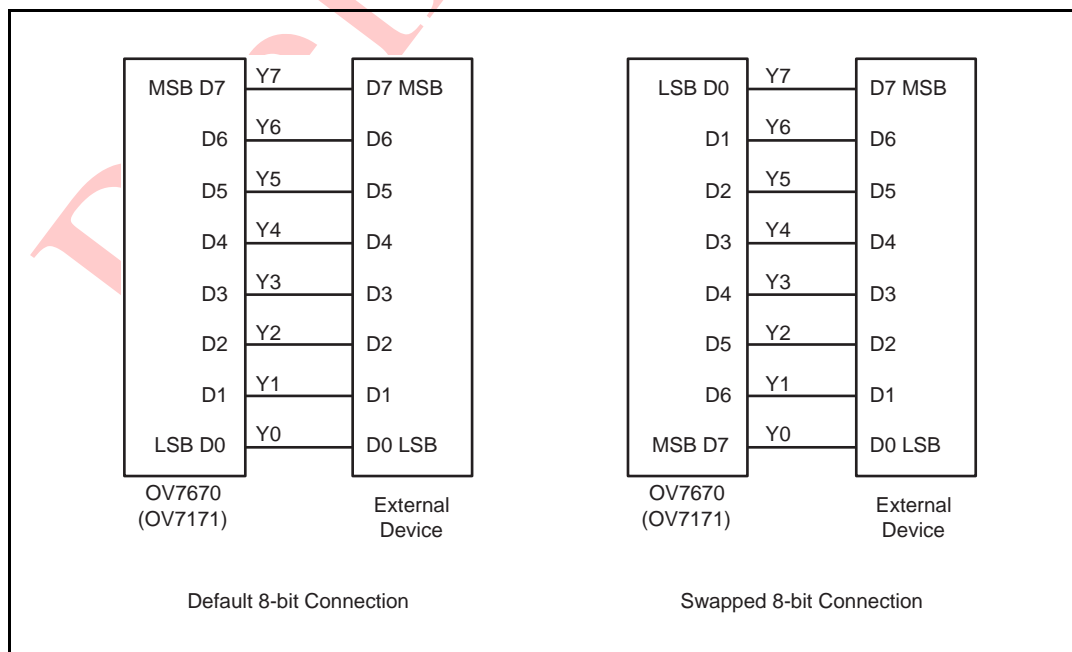 MSB D7 Y7 D7 MSB
D6 Y6 D6
D5 Y5 D5
D4 Y4 D4
D3 Y3 D3
D2 Y2 D2
D1 Y1 D1
LSB D0 Y0 D0 LSB
OV7670
(OV7171)
External
Device
Default 8-bit Connection
LSB D0 Y7 D7 MSB
D1 Y6 D6
D2 Y5 D5
D3 Y4 D4
D4 Y3 D3
D5 Y2 D2
D6 Y1 D1
MSB D7 Y0 D0 LSB
OV7670
(OV7171)
External
Device
Swapped 8-bit Connection